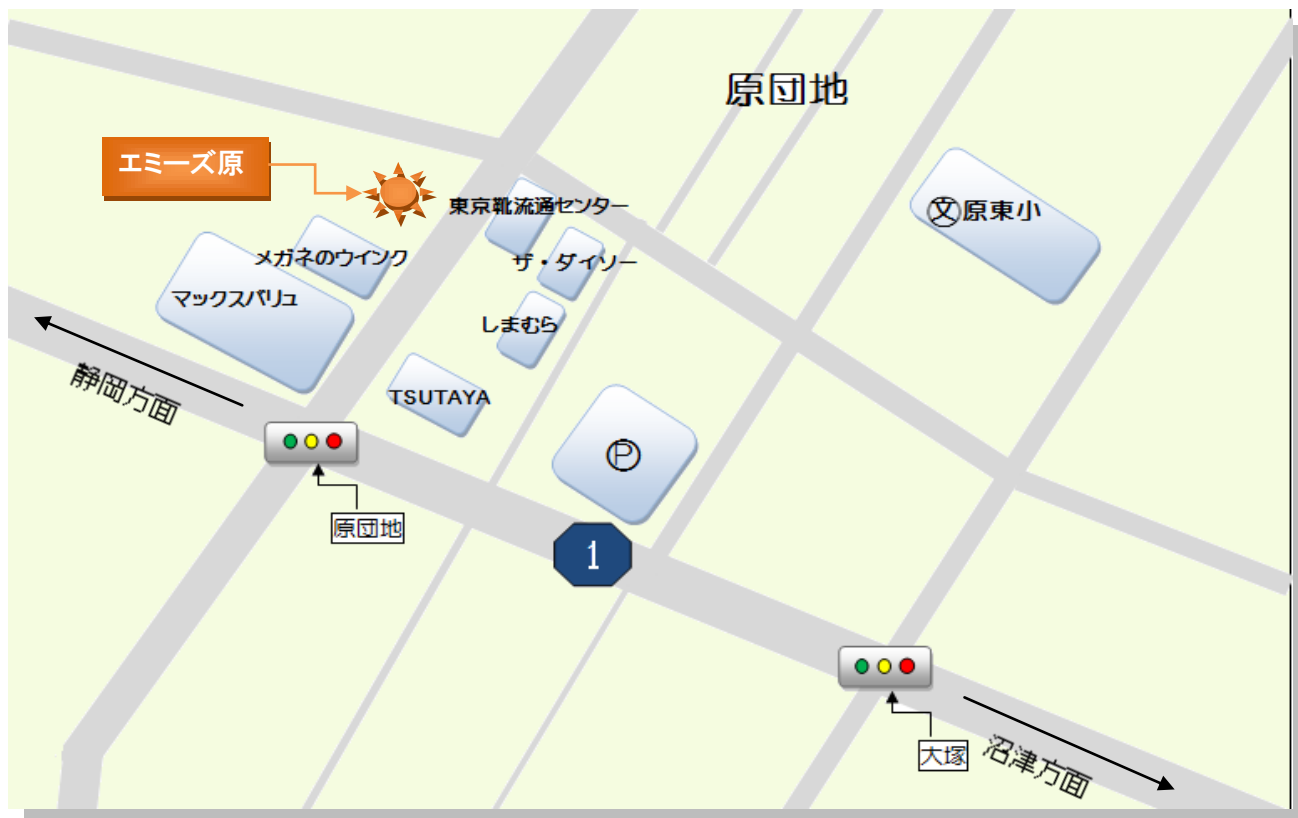 原団地
エミーズ原
東京靴流通センター
㊛原東小
メガネのウインク
ザ・ダイソー
マックスバリュ
しまむら
静岡方面
TSUTAYA
Ⓟ
原団地
1
大塚
沼津方面